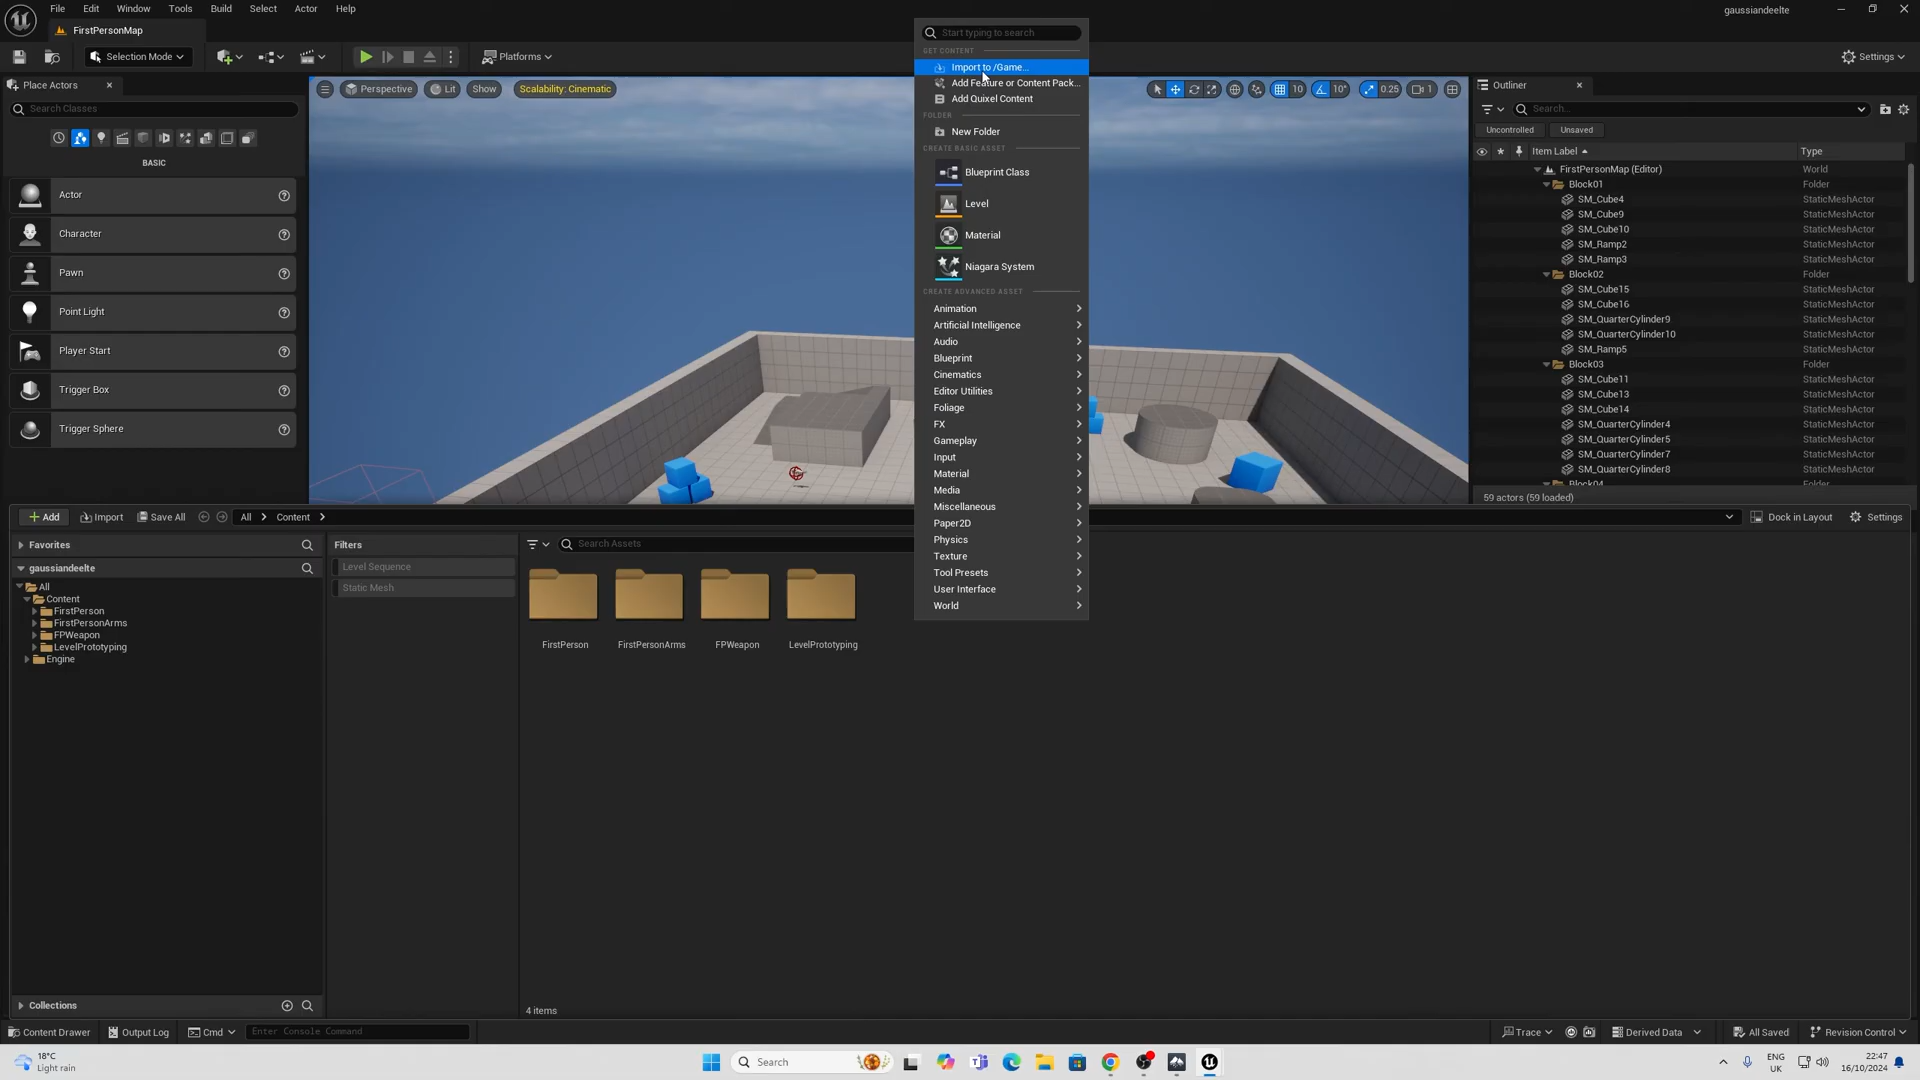 File Edit Window Tools Build Select Actor Help
gaussiandeelte
FirstPersonMap
Selection Mode
Platforms
Settings
Place Actors
Search Classes
BASIC
Actor
Character
Pawn
Point Light
Player Start
Trigger Box
Trigger Sphere
Perspective Lit Show Scalability: Cinematic
10 10° 0.25 1
Start typing to search
GET CONTENT
Import to /Game...
Add Feature or Content Pack...
Add Quixel Content
FOLDER
New Folder
CREATE BASIC ASSET
Blueprint Class
Level
Material
Niagara System
CREATE ADVANCED ASSET
Animation
Artificial Intelligence
Audio
Blueprint
Cinematics
Editor Utilities
Foliage
FX
Gameplay
Input
Material
Media
Miscellaneous
Paper2D
Physics
Texture
Tool Presets
User Interface
World
Outliner
Search...
Uncontrolled Unsaved
Item Label Type
FirstPersonMap (Editor) World
Block01 Folder
SM_Cube4 StaticMeshActor
SM_Cube9 StaticMeshActor
SM_Cube10 StaticMeshActor
SM_Ramp2 StaticMeshActor
SM_Ramp3 StaticMeshActor
Block02 Folder
SM_Cube15 StaticMeshActor
SM_Cube16 StaticMeshActor
SM_QuarterCylinder9 StaticMeshActor
SM_QuarterCylinder10 StaticMeshActor
SM_Ramp5 StaticMeshActor
Block03 Folder
SM_Cube11 StaticMeshActor
SM_Cube13 StaticMeshActor
SM_Cube14 StaticMeshActor
SM_QuarterCylinder4 StaticMeshActor
SM_QuarterCylinder5 StaticMeshActor
SM_QuarterCylinder7 StaticMeshActor
SM_QuarterCylinder8 StaticMeshActor
Block04 Folder
59 actors (59 loaded)
Add Import Save All All Content
Dock in Layout Settings
Favorites
gaussiandeelte
All
Content
FirstPerson
FirstPersonArms
FPWeapon
LevelPrototyping
Engine
Collections
Filters
Level Sequence
Static Mesh
Search Assets
FirstPerson FirstPersonArms FPWeapon LevelPrototyping
4 items
Content Drawer Output Log Cmd Enter Console Command
Trace Derived Data All Saved Revision Control
18°C
Light rain
Search
ENG
UK
22:47
16/10/2024